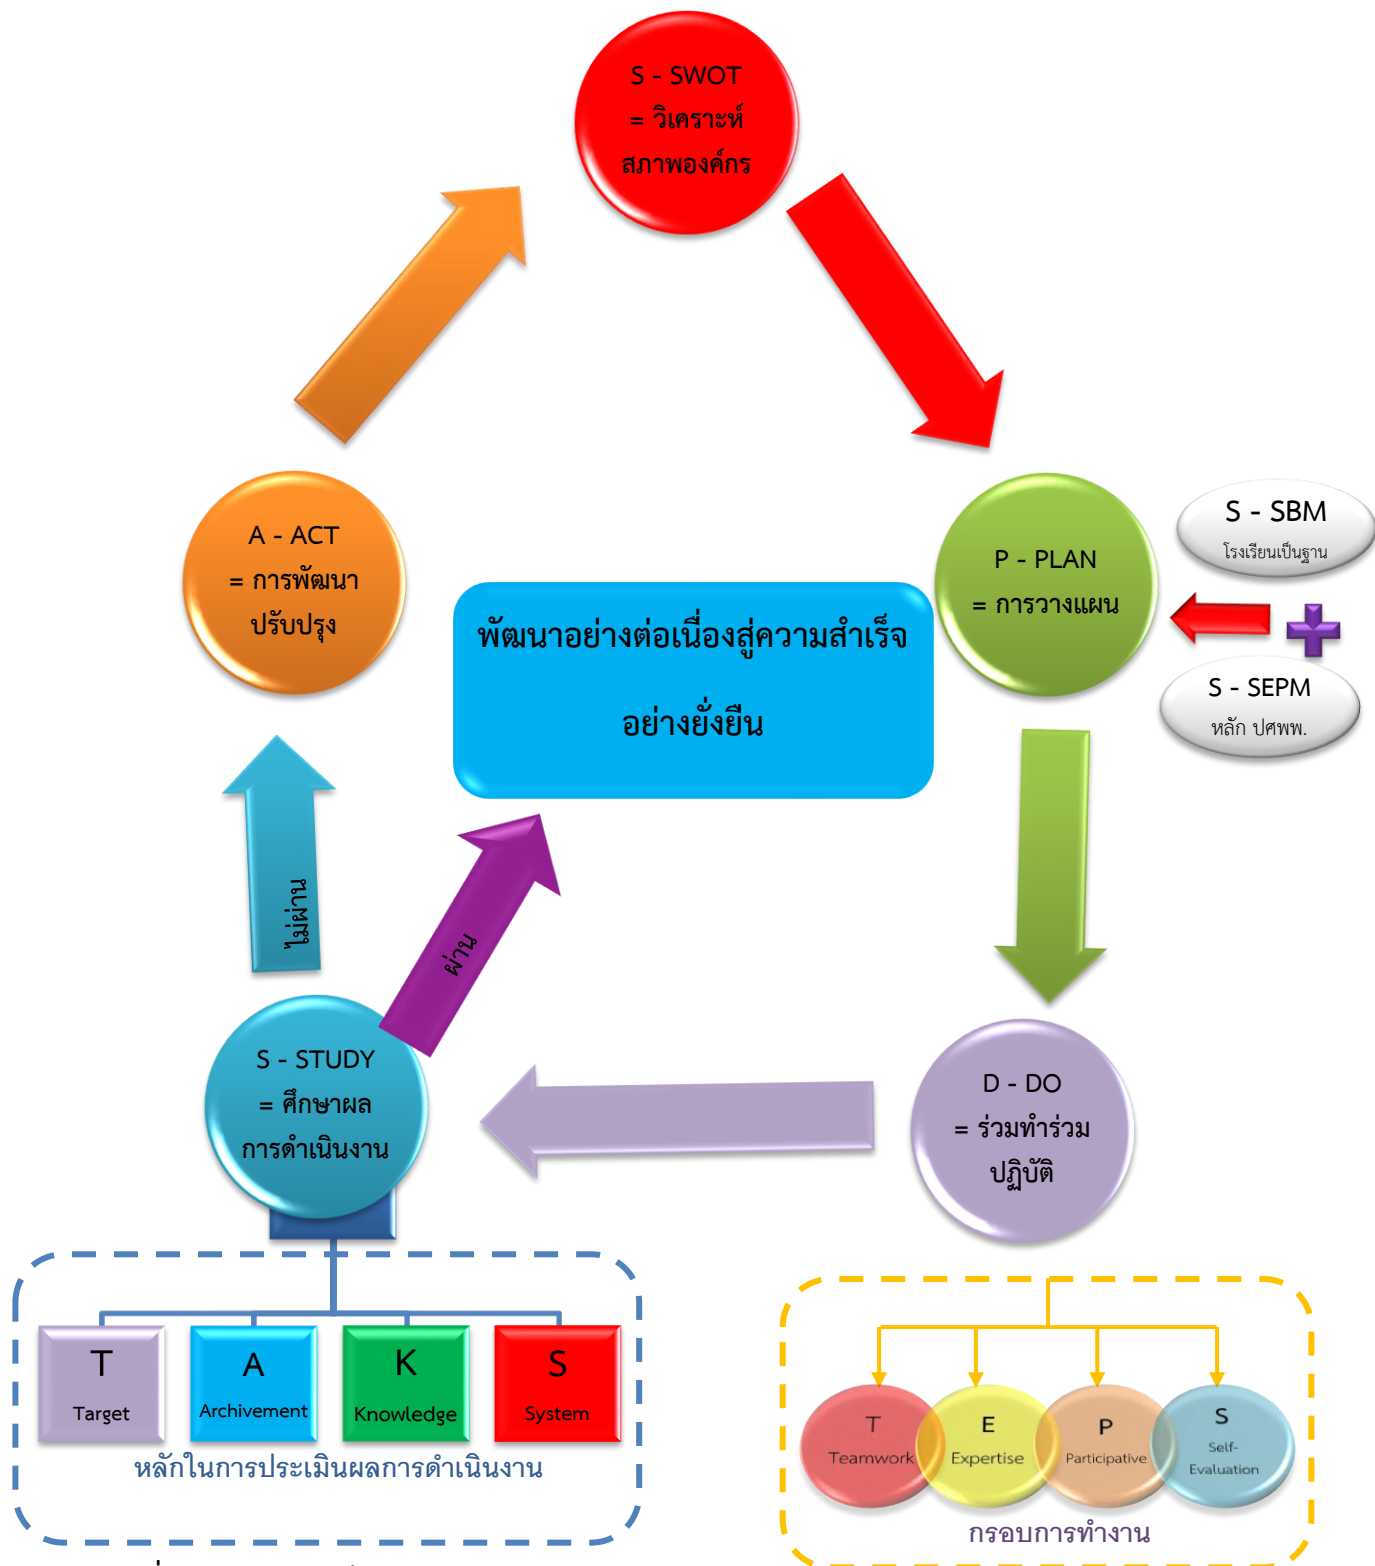 S - SWOT
= วิเคราะห์
สภาพองค์กร
A - ACT
= การพัฒนา
ปรับปรุง
P - PLAN
= การวางแผน
S - SBM
โรงเรียนเป็นฐาน
S - SEPM
หลัก ปศพพ.
พัฒนาอย่างต่อเนื่องสู่ความสำเร็จ
อย่างยั่งยืน
ไม่ผ่าน
ผ่าน
S - STUDY
= ศึกษาผล
การดำเนินงาน
D - DO
= ร่วมทำร่วม
ปฏิบัติ
T
Target
A
Archivement
K
Knowledge
S
System
หลักในการประเมินผลการดำเนินงาน
T
Teamwork
E
Expertise
P
Participative
S
Self-
Evaluation
กรอบการทำงาน